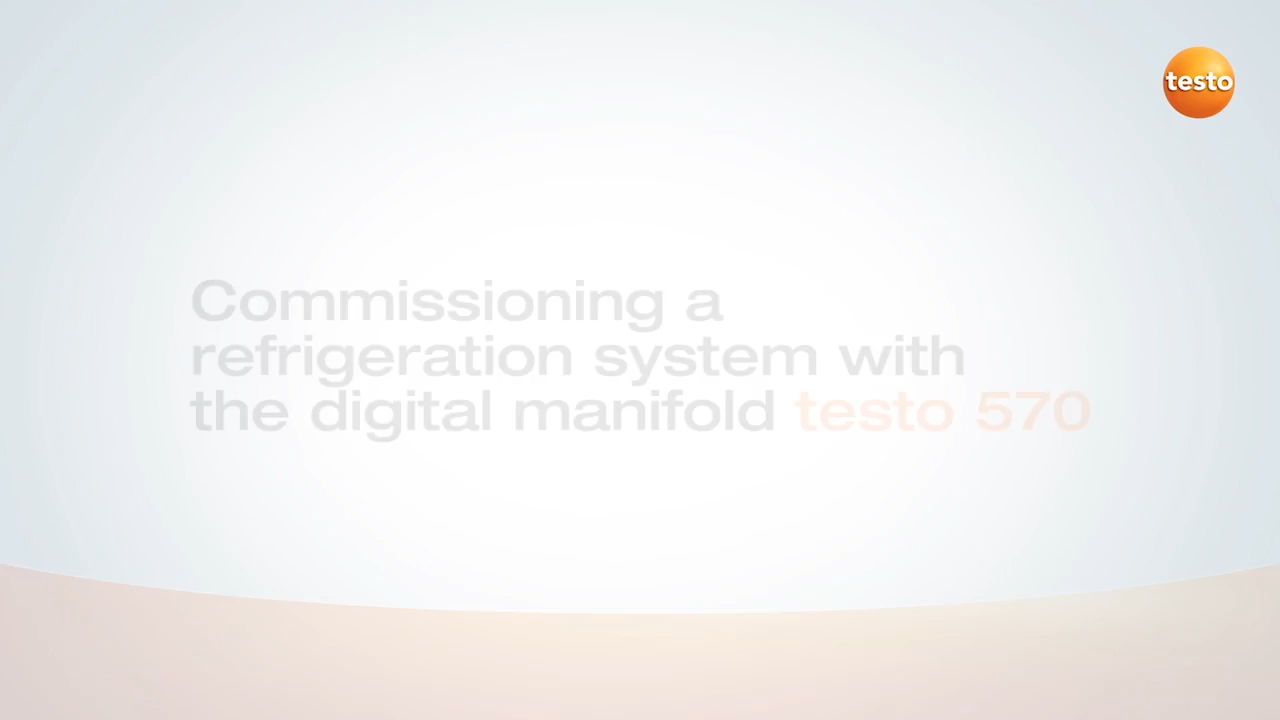 testo
Commissioning a
refrigeration system with
the digital manifold testo 570